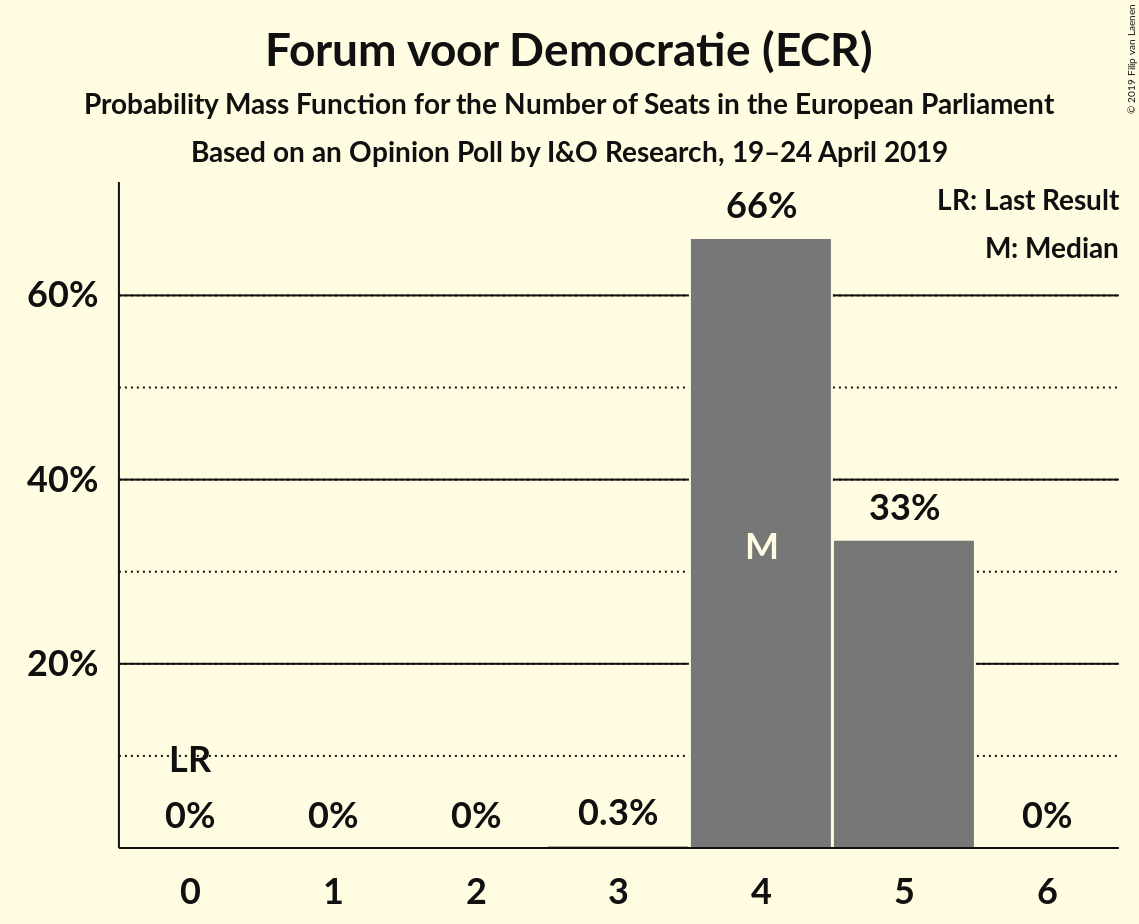 Forum voor Democratie (ECR)
Probability Mass Function for the Number of Seats in the European Parliament
Based on an Opinion Poll by I&O Research, 19–24 April 2019
© 2019 Filip van Laenen
LR: Last Result
M: Median
66%
60%
40%
33%
M
20%
LR
0%
0%
0%
0.3%
0%
0
1
2
3
4
5
6